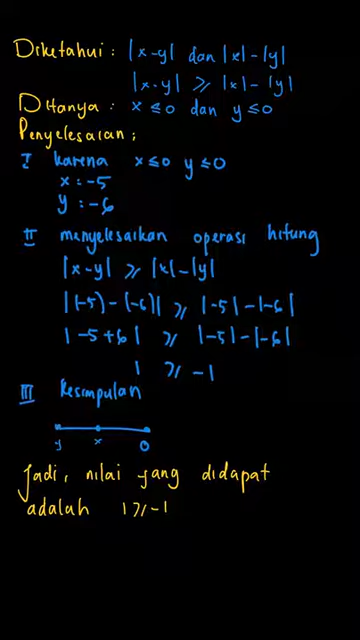 Diketahui : |x-y| dan |x|-|y|
|x-y| ≥ |x|-|y|
Ditanya : x ≤ 0 dan y ≤ 0
Penyelesaian :
I karena x ≤ 0 y ≤ 0
x = -5
y = -6
II menyelesaikan operasi hitung
|x-y| ≥ |x|-|y|
|(-5) - (-6)| ≥ |-5| - |-6|
|-5+6| ≥ |-5| - |-6|
1 ≥ -1
III Kesimpulan
y x 0
Jadi, nilai yang didapat
adalah 1 ≥ -1